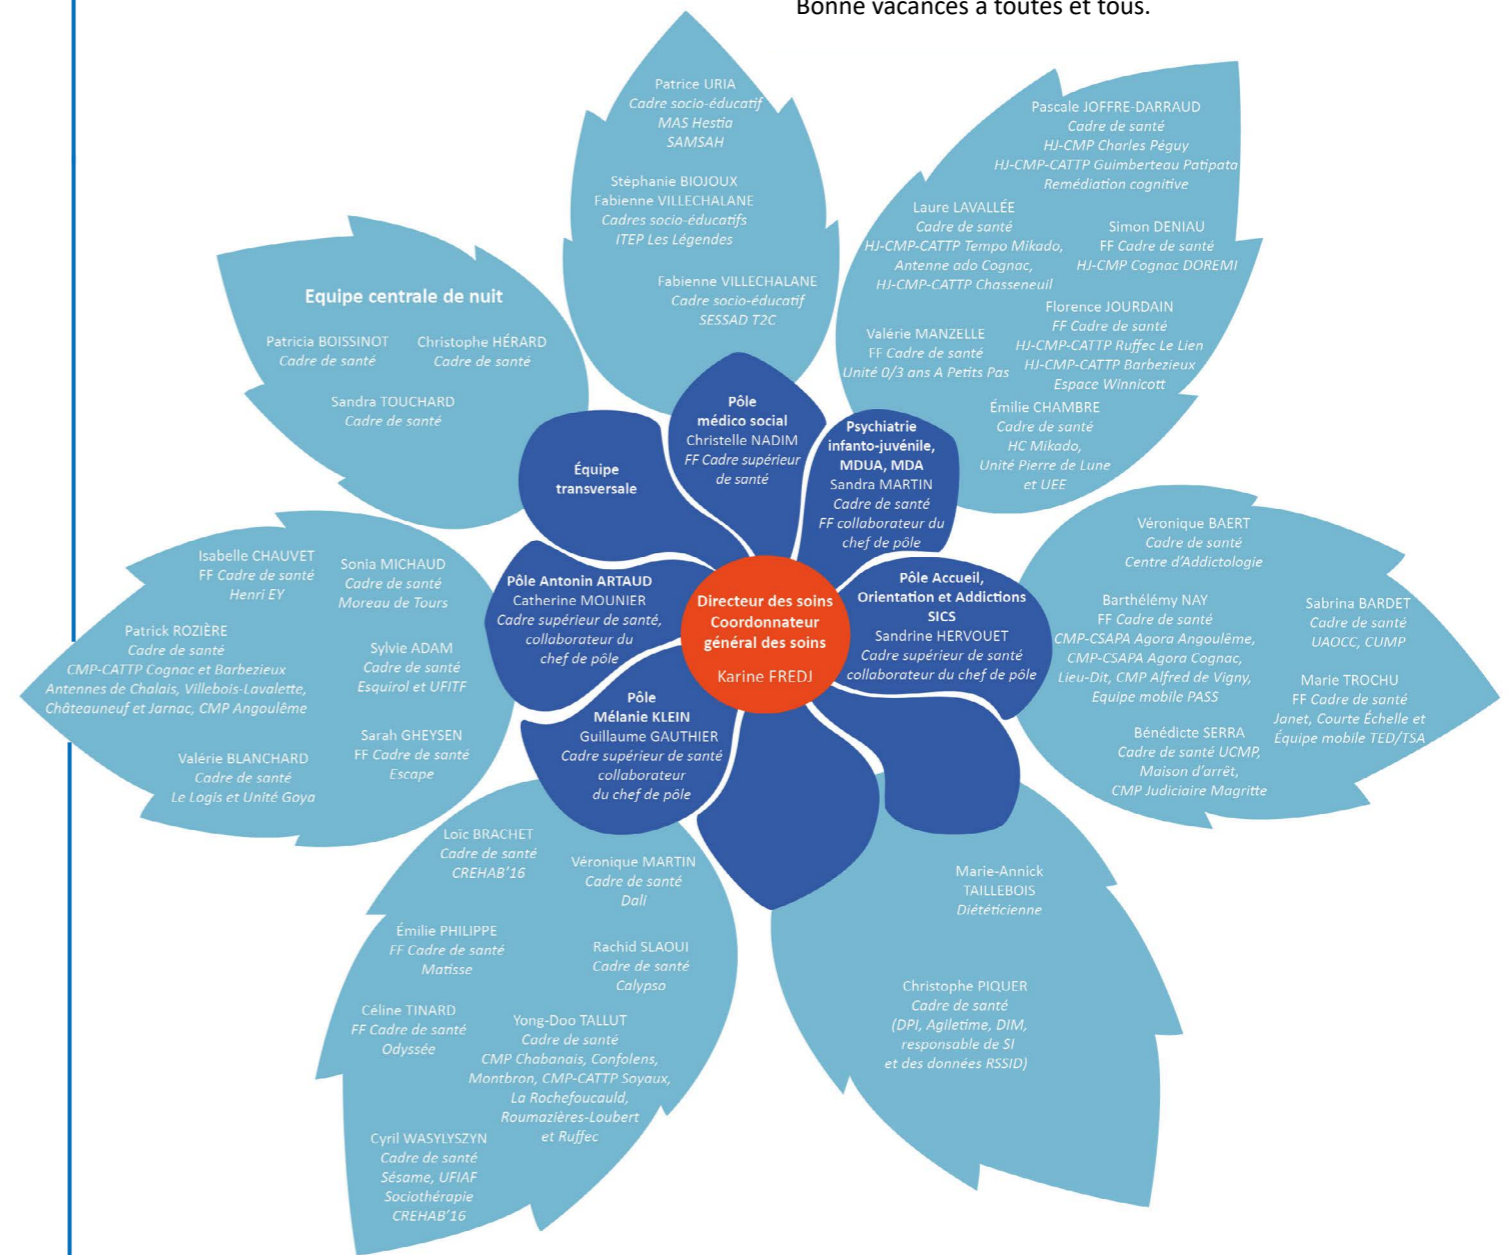 Bonne vacances à toutes et tous.
Patrice URIA
Cadre socio-éducatif
MAS Hestia
SAMSAH
Stéphanie BIOJOUX
Fabienne VILLECHALANE
Cadres socio-éducatifs
ITEP Les Légendes
Fabienne VILLECHALANE
Cadre socio-éducatif
SESSAD T2C
Pascale JOFFRE-DARRAUD
Cadre de santé
HJ-CMP Charles Péguy
HJ-CMP-CATTP Guimberteau Patipata
Remédiation cognitive
Laure LAVALLÉE
Cadre de santé
HJ-CMP-CATTP Tempo Mikado,
Antenne ado Cognac,
HJ-CMP-CATTP Chasseneuil
Simon DENIAU
FF Cadre de santé
HJ-CMP Cognac DOREMI
Florence JOURDAIN
FF Cadre de santé
HJ-CMP-CATTP Ruffec Le Lien
HJ-CMP-CATTP Barbezieux
Espace Winnicott
Valérie MANZELLE
FF Cadre de santé
Unité 0/3 ans A Petits Pas
Émilie CHAMBRE
Cadre de santé
HC Mikado,
Unité Pierre de Lune
et UEE
Equipe centrale de nuit
Patricia BOISSINOT
Cadre de santé
Christophe HÉRARD
Cadre de santé
Sandra TOUCHARD
Cadre de santé
Équipe
transversale
Pôle
médico social
Christelle NADIM
FF Cadre supérieur
de santé
Psychiatrie
infanto-juvénile,
MDUA, MDA
Sandra MARTIN
Cadre de santé
FF collaborateur du
chef de pôle
Pôle Antonin ARTAUD
Catherine MOUNIER
Cadre supérieur de santé,
collaborateur du
chef de pôle
Directeur des soins
Coordonnateur
général des soins
Karine FREDJ
Pôle Accueil,
Orientation et Addictions
SICS
Sandrine HERVOUET
Cadre supérieur de santé
collaborateur du chef de pôle
Pôle
Mélanie KLEIN
Guillaume GAUTHIER
Cadre supérieur de santé
collaborateur
du chef de pôle
Isabelle CHAUVET
FF Cadre de santé
Henri EY
Sonia MICHAUD
Cadre de santé
Moreau de Tours
Patrick ROZIÈRE
Cadre de santé
CMP-CATTP Cognac et Barbezieux
Antennes de Chalais, Villebois-Lavalette,
Châteauneuf et Jarnac, CMP Angoulême
Sylvie ADAM
Cadre de santé
Esquirol et UFITF
Sarah GHEYSEN
FF Cadre de santé
Escape
Valérie BLANCHARD
Cadre de santé
Le Logis et Unité Goya
Véronique BAERT
Cadre de santé
Centre d'Addictologie
Barthélémy NAY
FF Cadre de santé
CMP-CSAPA Agora Angoulême,
CMP-CSAPA Agora Cognac,
Lieu-Dit, CMP Alfred de Vigny,
Equipe mobile PASS
Sabrina BARDET
Cadre de santé
UAOCC, CUMP
Marie TROCHU
FF Cadre de santé
Janet, Courte Échelle et
Équipe mobile TED/TSA
Bénédicte SERRA
Cadre de santé UCMP,
Maison d'arrêt,
CMP Judiciaire Magritte
Loïc BRACHET
Cadre de santé
CREHAB'16
Véronique MARTIN
Cadre de santé
Dali
Émilie PHILIPPE
FF Cadre de santé
Matisse
Rachid SLAOUI
Cadre de santé
Calypso
Céline TINARD
FF Cadre de santé
Odyssée
Yong-Doo TALLUT
Cadre de santé
CMP Chabanais, Confolens,
Montbron, CMP-CATTP Soyaux,
La Rochefoucauld,
Roumazières-Loubert
et Ruffec
Cyril WASYLYSZYN
Cadre de santé
Sésame, UFIAF
Sociothérapie
CREHAB'16
Marie-Annick
TAILLEBOIS
Diététicienne
Christophe PIQUER
Cadre de santé
(DPI, Agiletime, DIM,
responsable de SI
et des données RSSID)